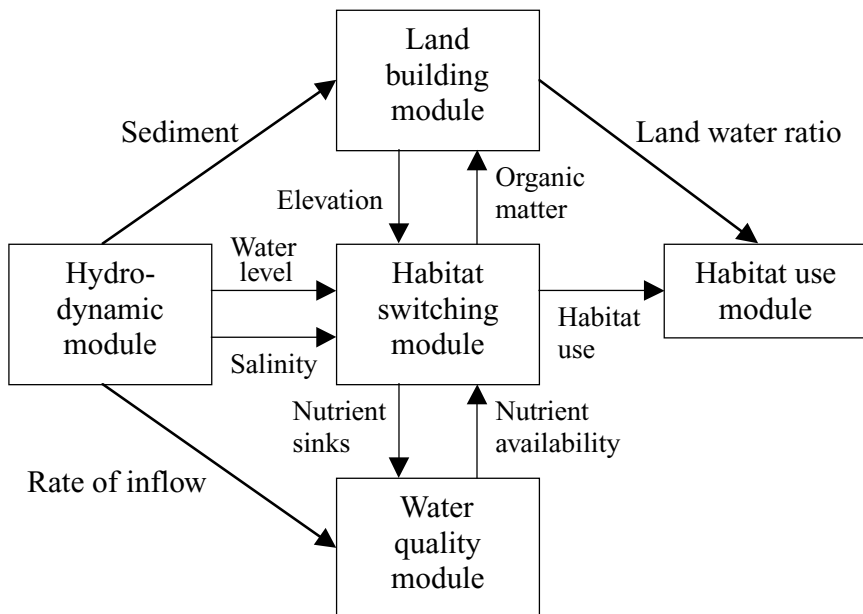 Land
building
module
Sediment
Land water ratio
Elevation
Organic
matter
Water
level
Hydro-
dynamic
module
Habitat
switching
module
Habitat use
module
Habitat
use
Salinity
Nutrient
sinks
Nutrient
availability
Rate of inflow
Water
quality
module